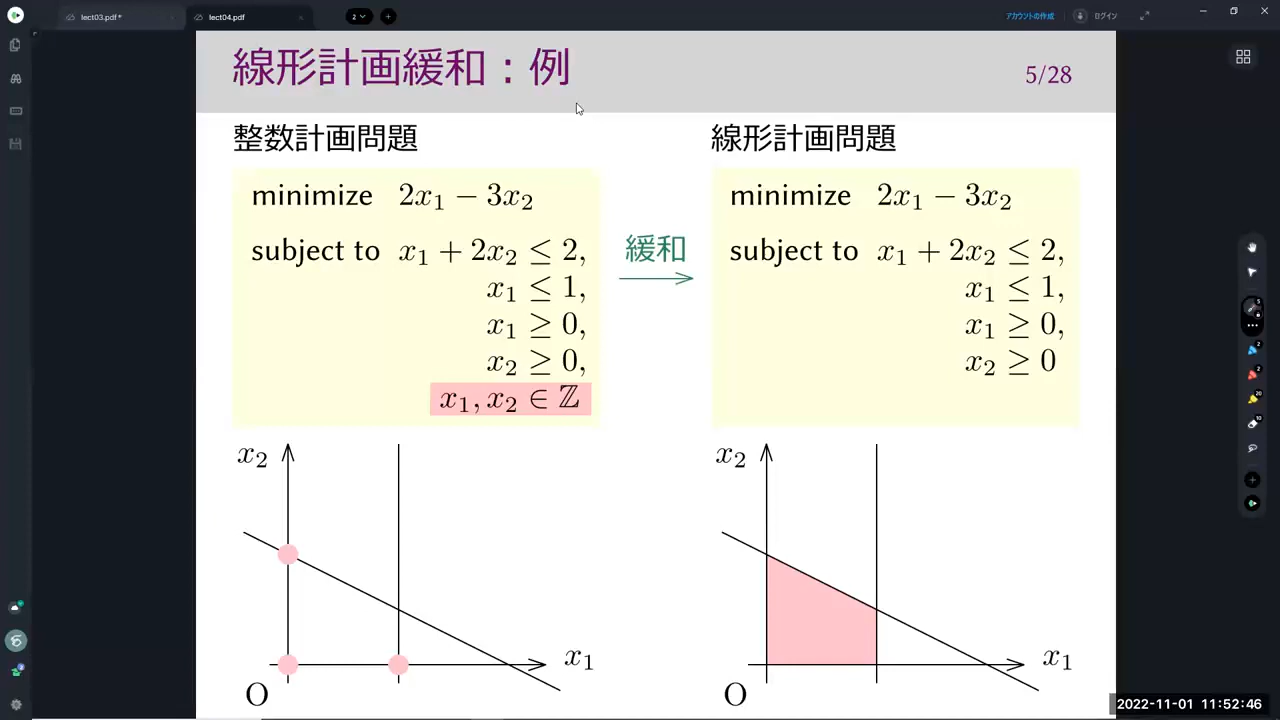 lect03.pdf *
lect04.pdf
2
アカウントの作成
ログイン
線形計画緩和：例
5/28
整数計画問題
minimize 2x₁ − 3x₂
subject to x₁ + 2x₂ ≤ 2,
x₁ ≤ 1,
x₁ ≥ 0,
x₂ ≥ 0,
x₁, x₂ ∈ ℤ
緩和
線形計画問題
minimize 2x₁ − 3x₂
subject to x₁ + 2x₂ ≤ 2,
x₁ ≤ 1,
x₁ ≥ 0,
x₂ ≥ 0
x₂
x₁
O
x₂
x₁
O
2022-11-01 11:52:46